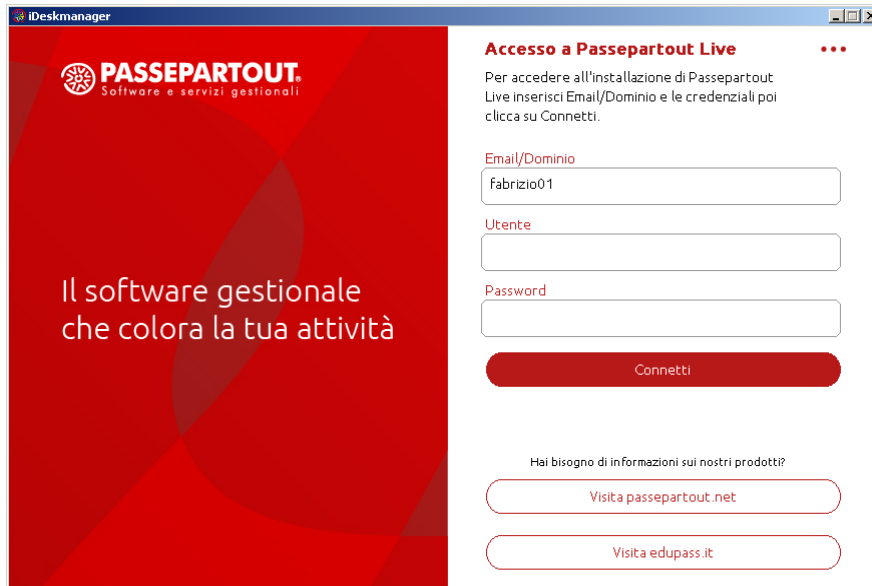 iDeskmanager
PASSEPARTOUT®
Software e servizi gestionali
Il software gestionale
che colora la tua attività
Accesso a Passepartout Live
Per accedere all'installazione di Passepartout
Live inserisci Email/Dominio e le credenziali poi
clicca su Connetti.
Email/Dominio
fabrizio01
Utente
Password
Connetti
Hai bisogno di informazioni sui nostri prodotti?
Visita passepartout.net
Visita edupass.it